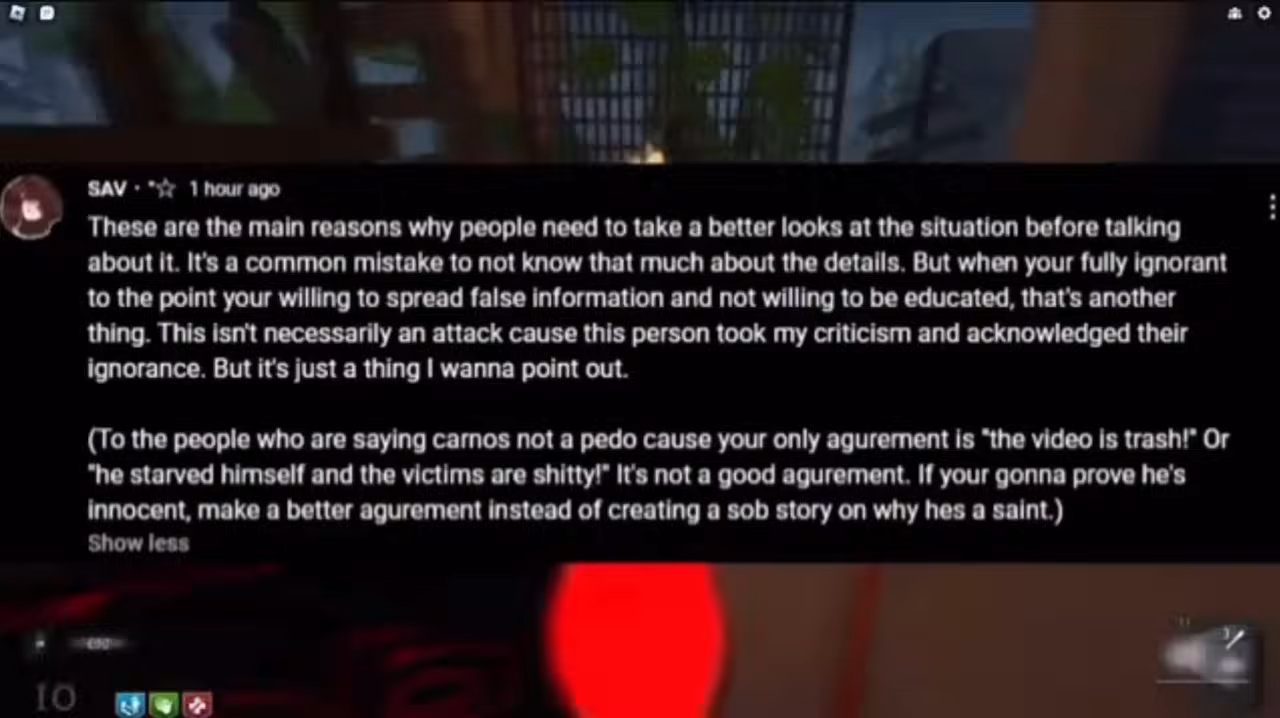 SAV · *☆ 1 hour ago
These are the main reasons why people need to take a better looks at the situation before talking
about it. It's a common mistake to not know that much about the details. But when your fully ignorant
to the point your willing to spread false information and not willing to be educated, that's another
thing. This isn't necessarily an attack cause this person took my criticism and acknowledged their
ignorance. But it's just a thing I wanna point out.
(To the people who are saying carnos not a pedo cause your only agurement is "the video is trash!" Or
"he starved himself and the victims are shitty!" It's not a good agurement. If your gonna prove he's
innocent, make a better agurement instead of creating a sob story on why hes a saint.)
Show less
10